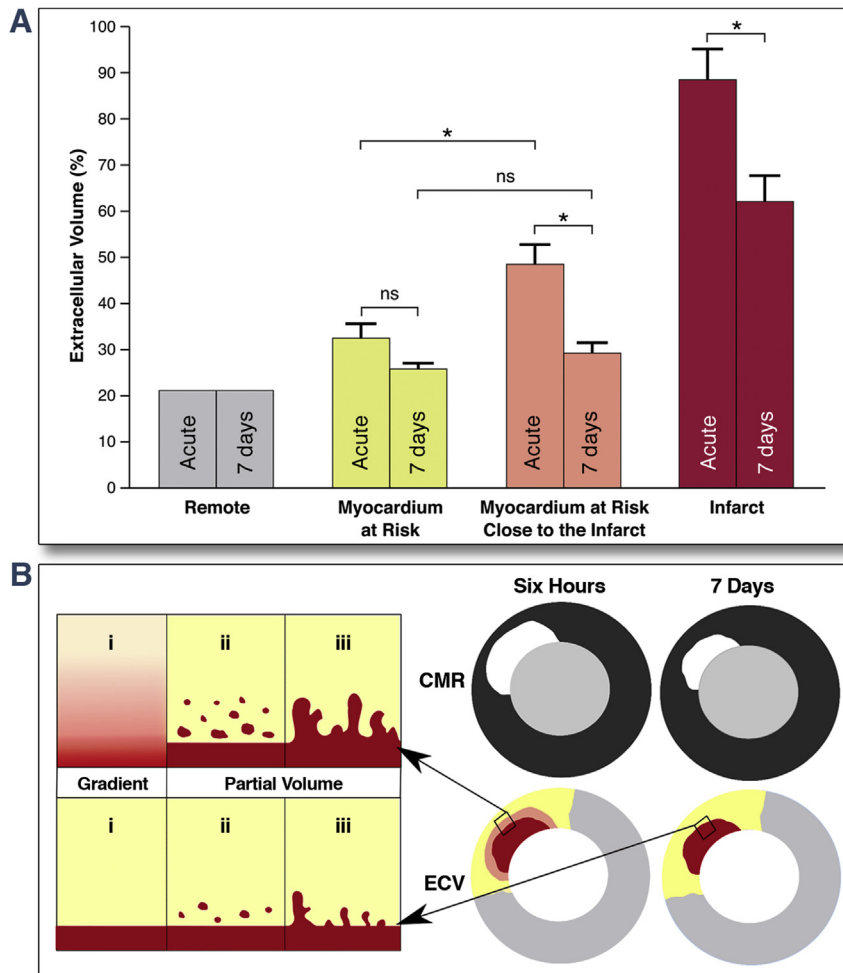 A
Extracellular Volume (%)
100
90
80
70
60
50
40
30
20
10
0
*
*
ns
*
ns
Acute
7 days
Acute
7 days
Acute
7 days
Acute
7 days
Remote
Myocardium
at Risk
Myocardium at Risk
Close to the Infarct
Infarct
B
i
ii
iii
Gradient
Partial Volume
i
ii
iii
Six Hours
7 Days
CMR
ECV